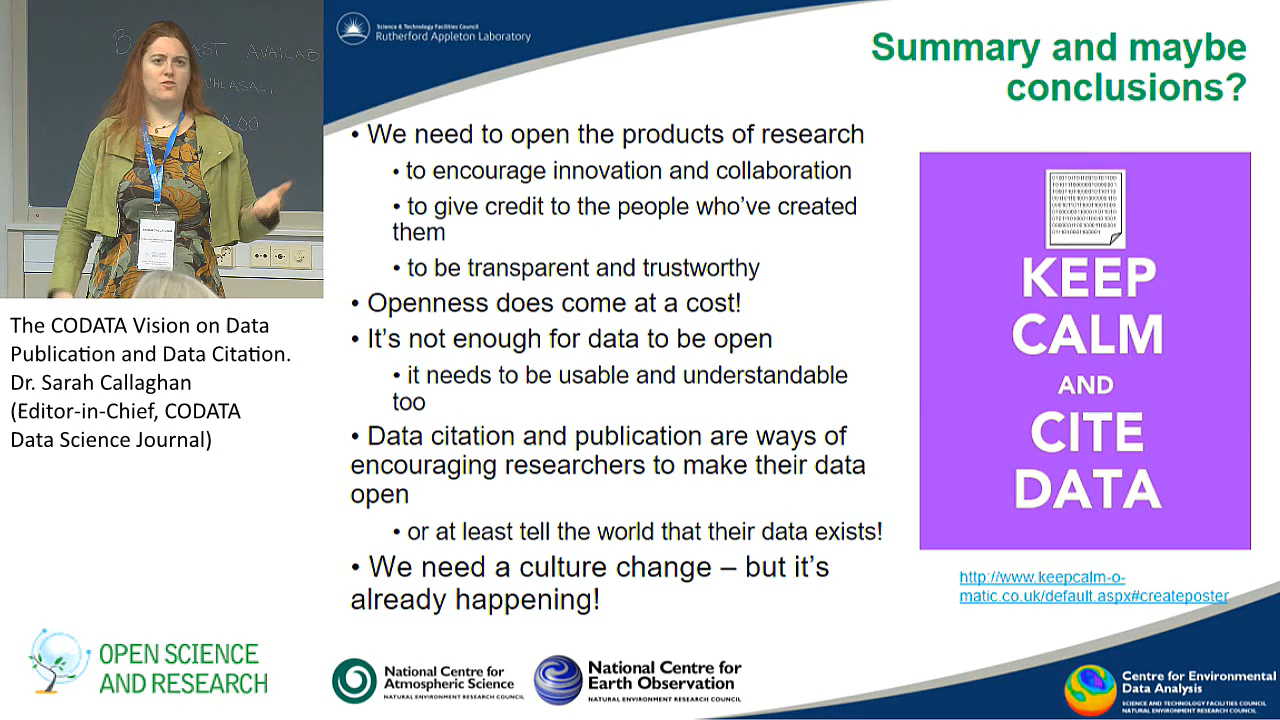 Science & Technology Facilities Council
Rutherford Appleton Laboratory
Summary and maybe
conclusions?
• We need to open the products of research
• to encourage innovation and collaboration
• to give credit to the people who've created
them
• to be transparent and trustworthy
• Openness does come at a cost!
• It's not enough for data to be open
• it needs to be usable and understandable
too
• Data citation and publication are ways of
encouraging researchers to make their data
open
• or at least tell the world that their data exists!
• We need a culture change – but it's
already happening!
KEEP
CALM
AND
CITE
DATA
http://www.keepcalm-o-
matic.co.uk/default.aspx#createposter
The CODATA Vision on Data
Publication and Data Citation.
Dr. Sarah Callaghan
(Editor-in-Chief, CODATA
Data Science Journal)
OPEN SCIENCE
AND RESEARCH
National Centre for
Atmospheric Science
NATURAL ENVIRONMENT RESEARCH COUNCIL
National Centre for
Earth Observation
NATURAL ENVIRONMENT RESEARCH COUNCIL
Centre for Environmental
Data Analysis
SCIENCE AND TECHNOLOGY FACILITIES COUNCIL
NATURAL ENVIRONMENT RESEARCH COUNCIL